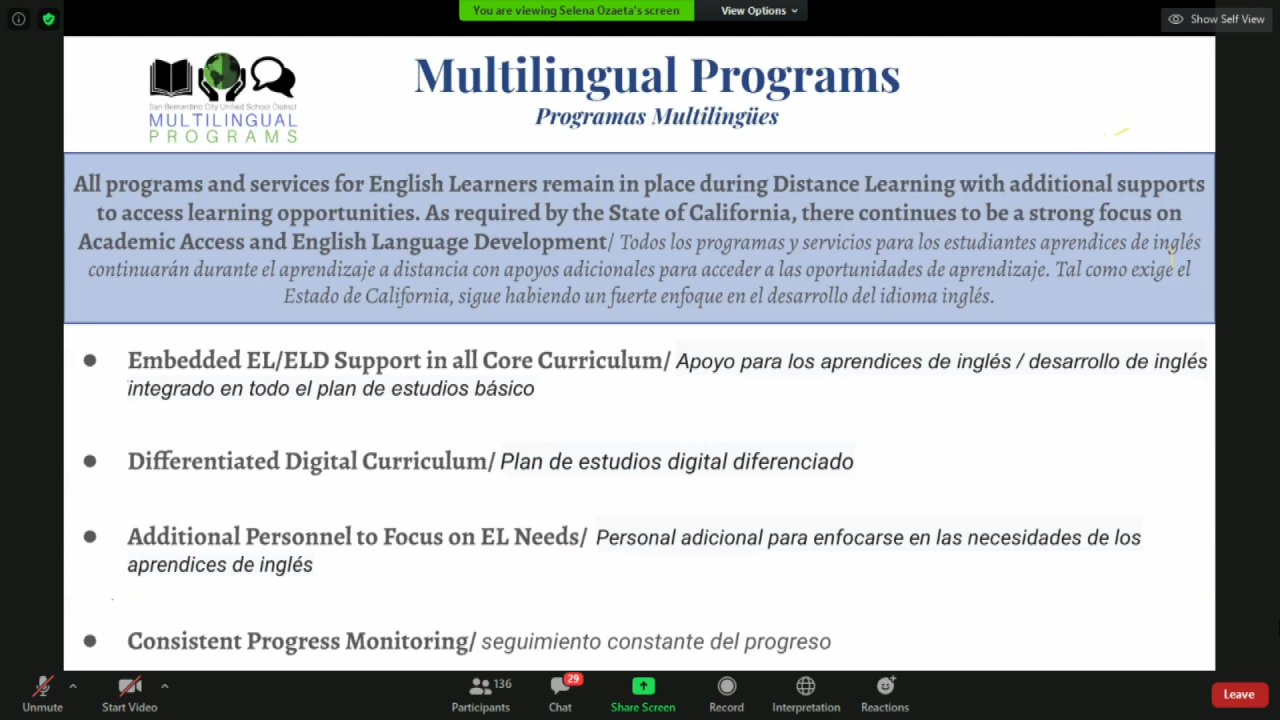 You are viewing Selena Ozaeta's screen
View Options
Show Self View
San Bernardino City Unified School District
MULTILINGUAL
PROGRAMS
Multilingual Programs
Programas Multilingües
All programs and services for English Learners remain in place during Distance Learning with additional supports
to access learning opportunities. As required by the State of California, there continues to be a strong focus on
Academic Access and English Language Development/ Todos los programas y servicios para los estudiantes aprendices de inglés
continuarán durante el aprendizaje a distancia con apoyos adicionales para acceder a las oportunidades de aprendizaje. Tal como exige el
Estado de California, sigue habiendo un fuerte enfoque en el desarrollo del idioma inglés.
● Embedded EL/ELD Support in all Core Curriculum/ Apoyo para los aprendices de inglés / desarrollo de inglés
integrado en todo el plan de estudios básico
● Differentiated Digital Curriculum/ Plan de estudios digital diferenciado
● Additional Personnel to Focus on EL Needs/ Personal adicional para enfocarse en las necesidades de los
aprendices de inglés
● Consistent Progress Monitoring/ seguimiento constante del progreso
136
29
Unmute
Start Video
Participants
Chat
Share Screen
Record
Interpretation
Reactions
Leave